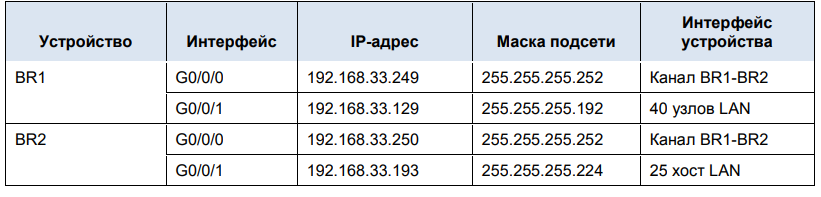 Устройство Интерфейс IP-адрес Маска подсети Интерфейс устройства
BR1 G0/0/0 192.168.33.249 255.255.255.252 Канал BR1-BR2
G0/0/1 192.168.33.129 255.255.255.192 40 узлов LAN
BR2 G0/0/0 192.168.33.250 255.255.255.252 Канал BR1-BR2
G0/0/1 192.168.33.193 255.255.255.224 25 хост LAN